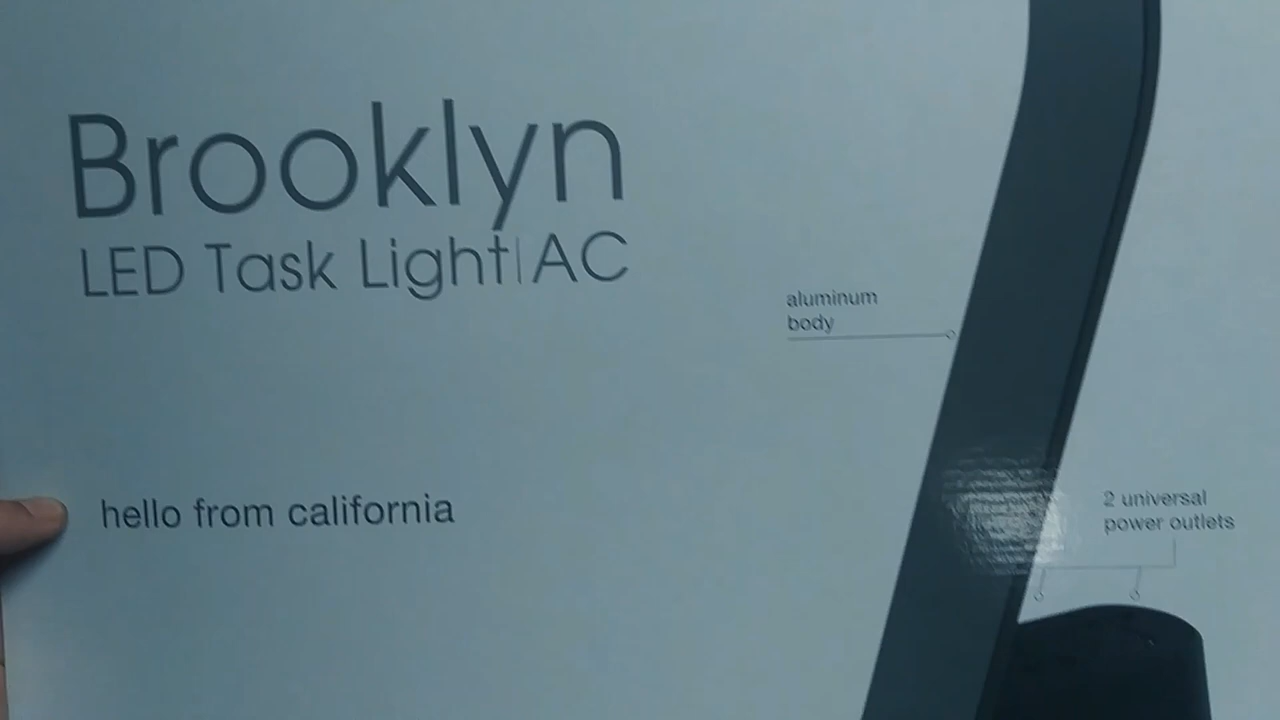 Brooklyn
LED Task Light|AC
aluminum
body
hello from california
2 universal
power outlets